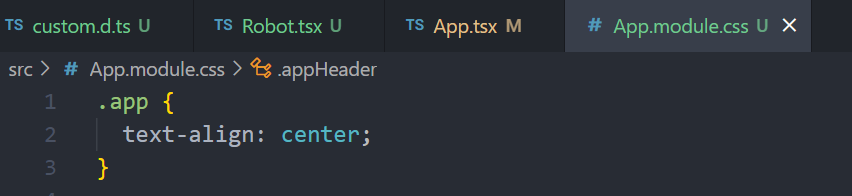 TS custom.d.ts U TS Robot.tsx U TS App.tsx M # App.module.css U ×
src > # App.module.css > .appHeader
1 .app {
2 text-align: center;
3 }